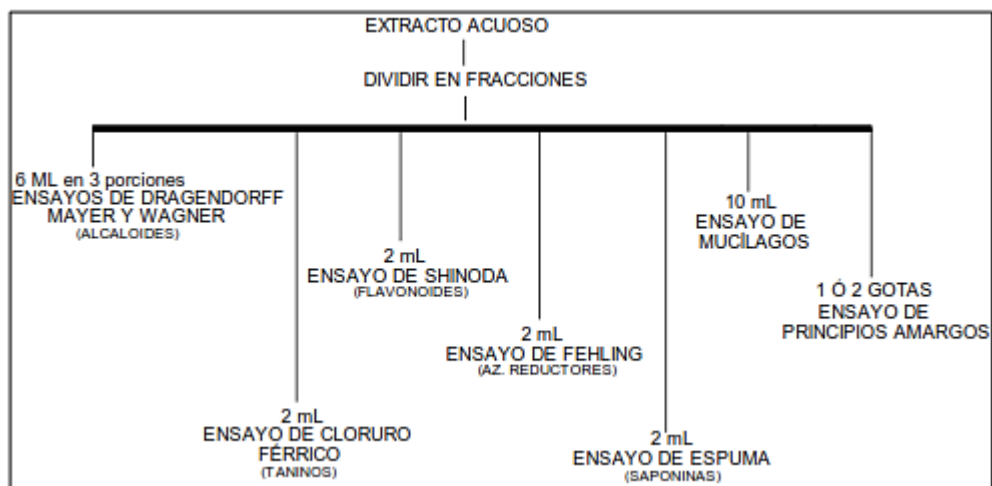 EXTRACTO ACUOSO
DIVIDIR EN FRACCIONES
6 ML en 3 porciones
ENSAYOS DE DRAGENDORFF
MAYER Y WAGNER
(ALCALOIDES)
2 mL
ENSAYO DE CLORURO
FÉRRICO
(TANINOS)
2 mL
ENSAYO DE SHINODA
(FLAVONOIDES)
2 mL
ENSAYO DE FEHLING
(AZ. REDUCTORES)
2 mL
ENSAYO DE ESPUMA
(SAPONINAS)
10 mL
ENSAYO DE
MUCÍLAGOS
1 Ó 2 GOTAS
ENSAYO DE
PRINCIPIOS AMARGOS